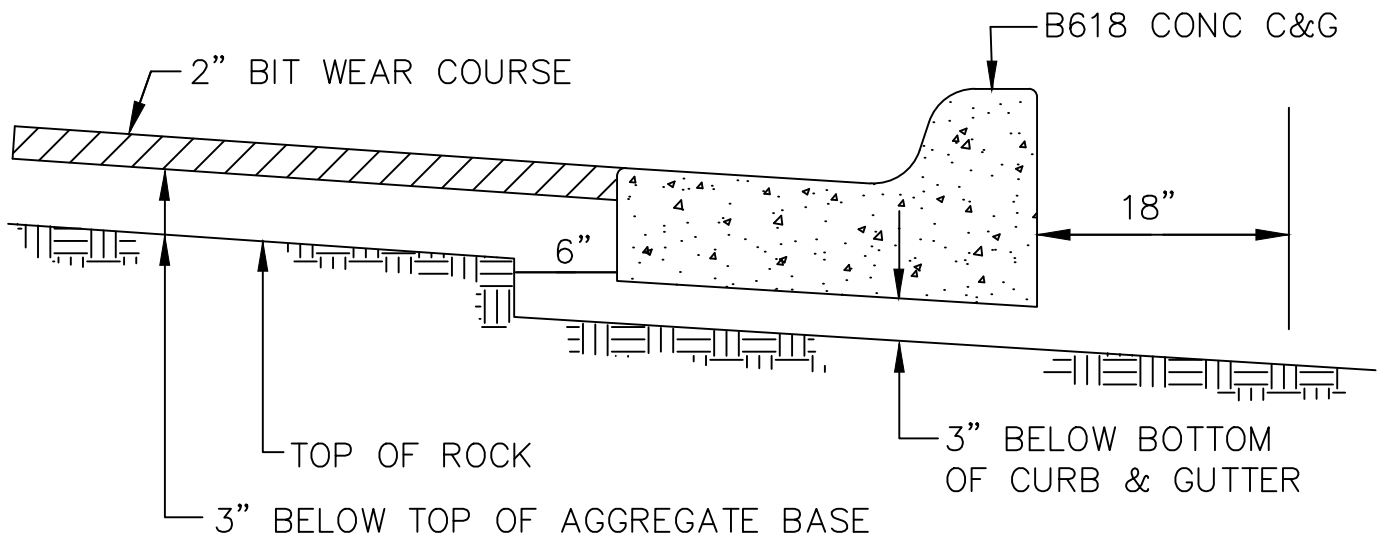 B618 CONC C&G
2” BIT WEAR COURSE
18”
6”
3” BELOW BOTTOM
OF CURB & GUTTER
TOP OF ROCK
3” BELOW TOP OF AGGREGATE BASE